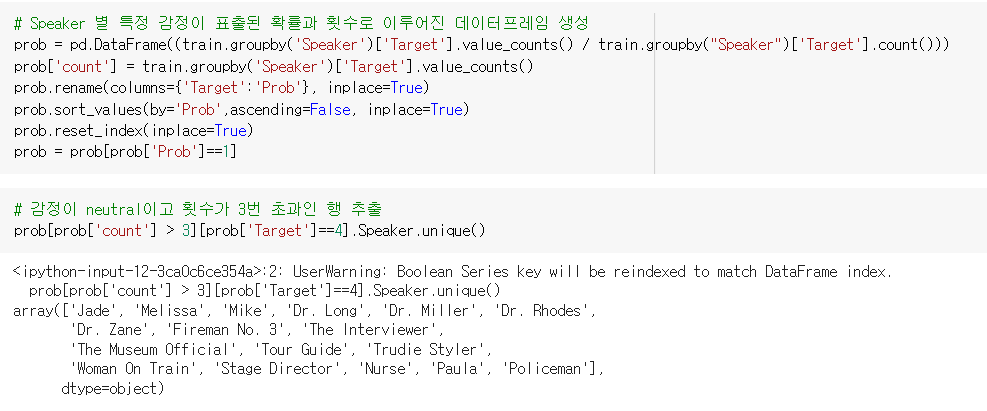 # Speaker 별 특정 감정이 표출된 확률과 횟수로 이루어진 데이터프레임 생성
prob = pd.DataFrame((train.groupby('Speaker')['Target'].value_counts() / train.groupby("Speaker")['Target'].count()))
prob['count'] = train.groupby('Speaker')['Target'].value_counts()
prob.rename(columns={'Target':'Prob'}, inplace=True)
prob.sort_values(by='Prob',ascending=False, inplace=True)
prob.reset_index(inplace=True)
prob = prob[prob['Prob']==1]
# 감정이 neutral이고 횟수가 3번 초과인 행 추출
prob[prob['count'] > 3][prob['Target']==4].Speaker.unique()
<ipython-input-12-3ca0c6ce354a>:2: UserWarning: Boolean Series key will be reindexed to match DataFrame index.
prob[prob['count'] > 3][prob['Target']==4].Speaker.unique()
array(['Jade', 'Melissa', 'Mike', 'Dr. Long', 'Dr. Miller', 'Dr. Rhodes',
'Dr. Zane', 'Fireman No. 3', 'The Interviewer',
'The Museum Official', 'Tour Guide', 'Trudie Styler',
'Woman On Train', 'Stage Director', 'Nurse', 'Paula', 'Policeman'],
dtype=object)